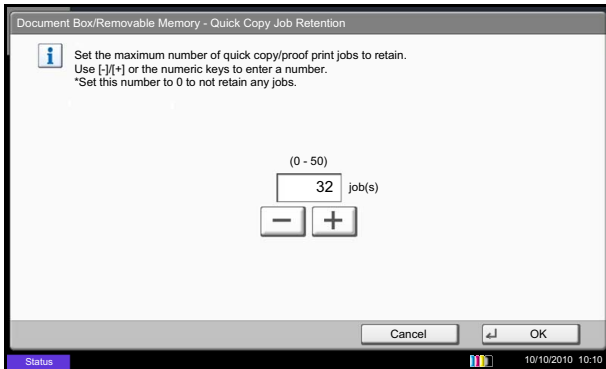 Document Box/Removable Memory - Quick Copy Job Retention
Set the maximum number of quick copy/proof print jobs to retain.
Use [-]/[+] or the numeric keys to enter a number.
*Set this number to 0 to not retain any jobs.
(0 - 50)
32 job(s)
Cancel
OK
Status
10/10/2010 10:10